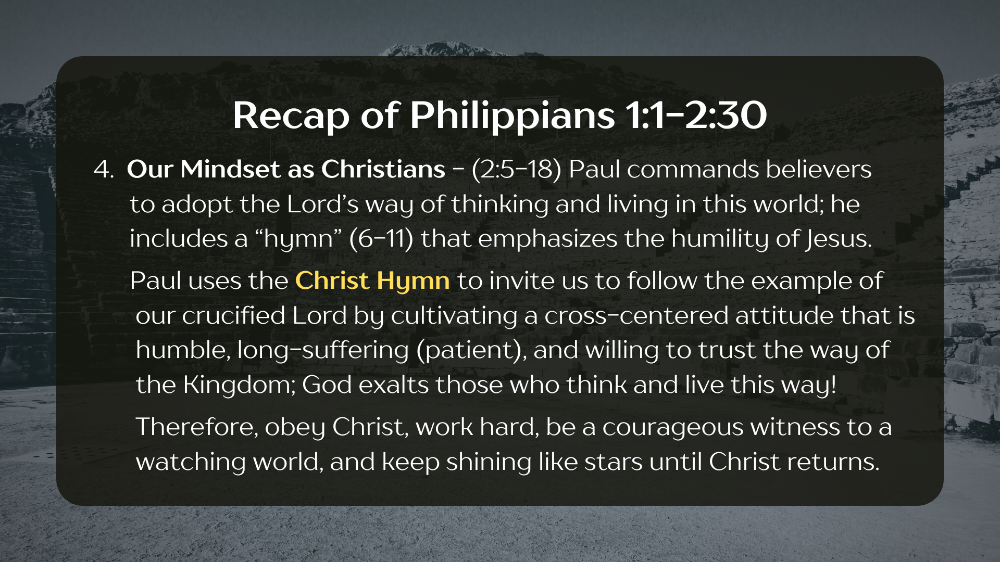 Recap of Philippians 1:1–2:30
4. Our Mindset as Christians – (2:5–18) Paul commands believers
to adopt the Lord’s way of thinking and living in this world; he
includes a “hymn” (6–11) that emphasizes the humility of Jesus.
Paul uses the Christ Hymn to invite us to follow the example of
our crucified Lord by cultivating a cross-centered attitude that is
humble, long-suffering (patient), and willing to trust the way of
the Kingdom; God exalts those who think and live this way!
Therefore, obey Christ, work hard, be a courageous witness to a
watching world, and keep shining like stars until Christ returns.